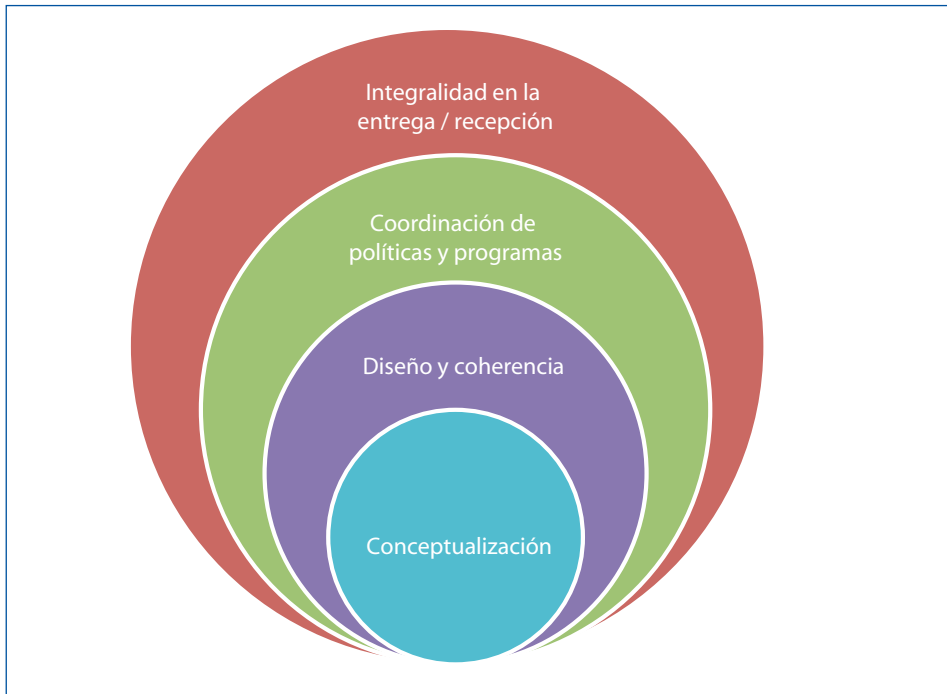 Integralidad en la
entrega / recepción
Coordinación de
políticas y programas
Diseño y coherencia
Conceptualización